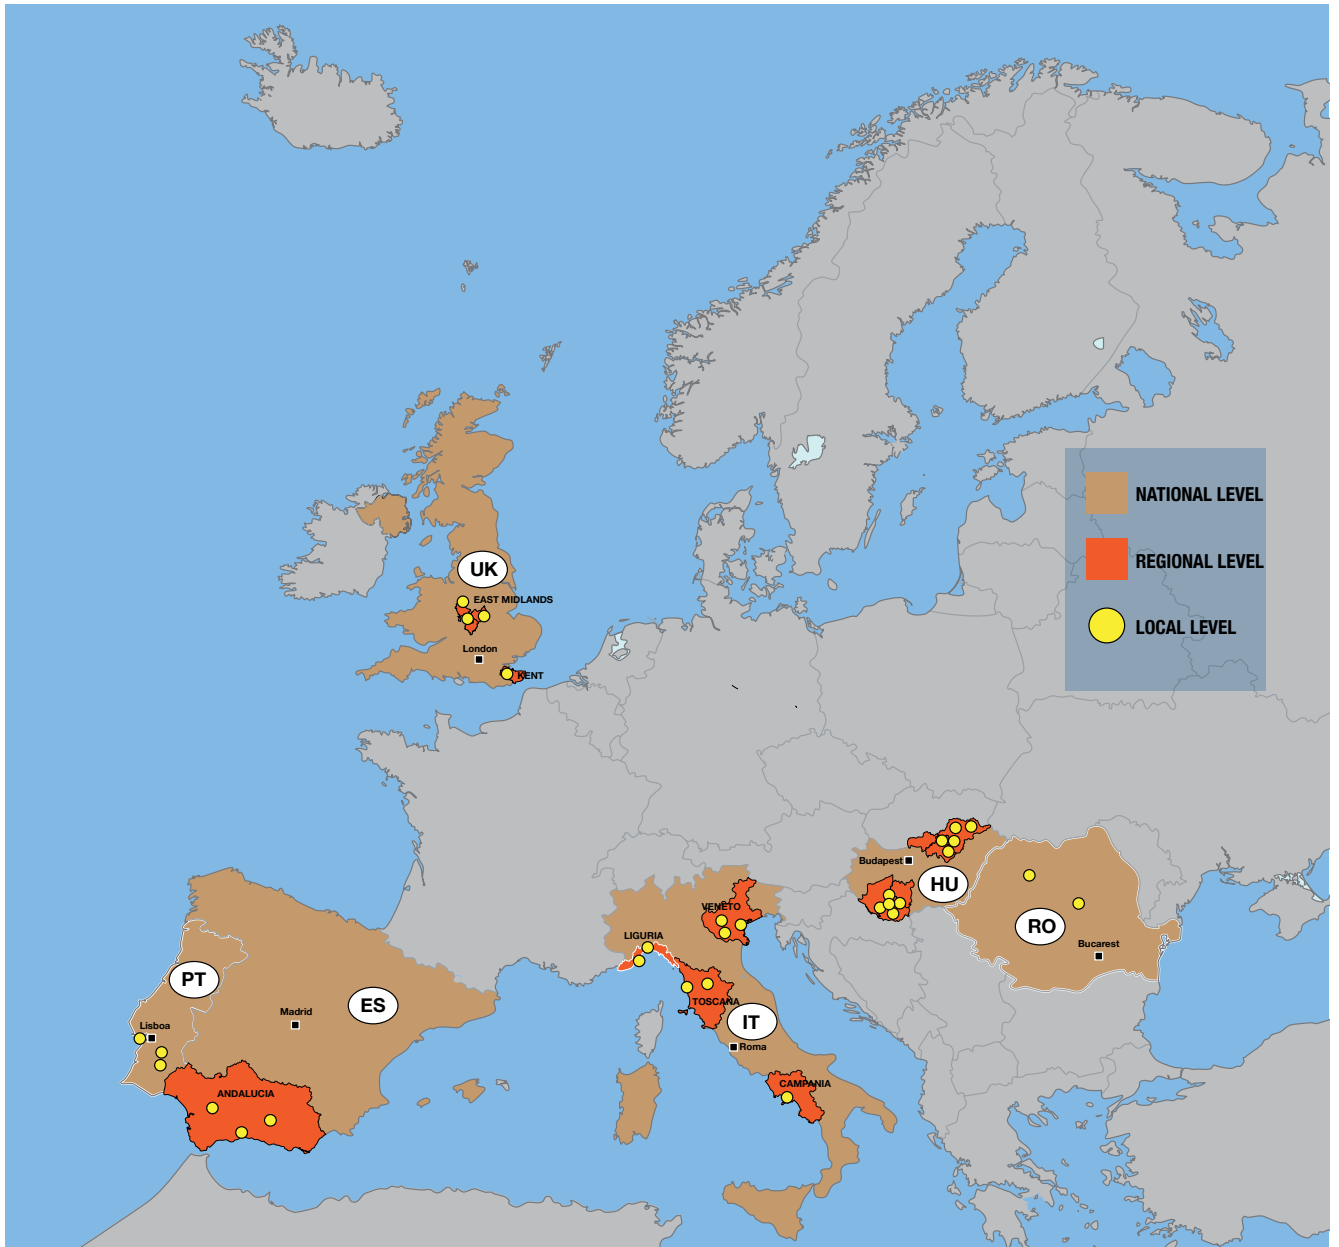 NATIONAL LEVEL
REGIONAL LEVEL
LOCAL LEVEL
UK
EAST MIDLANDS
London
KENT
Budapest
HU
VENETO
LIGURIA
RO
Bucarest
PT
ES
TOSCANA
IT
Madrid
Lisboa
Roma
CAMPANIA
ANDALUCIA